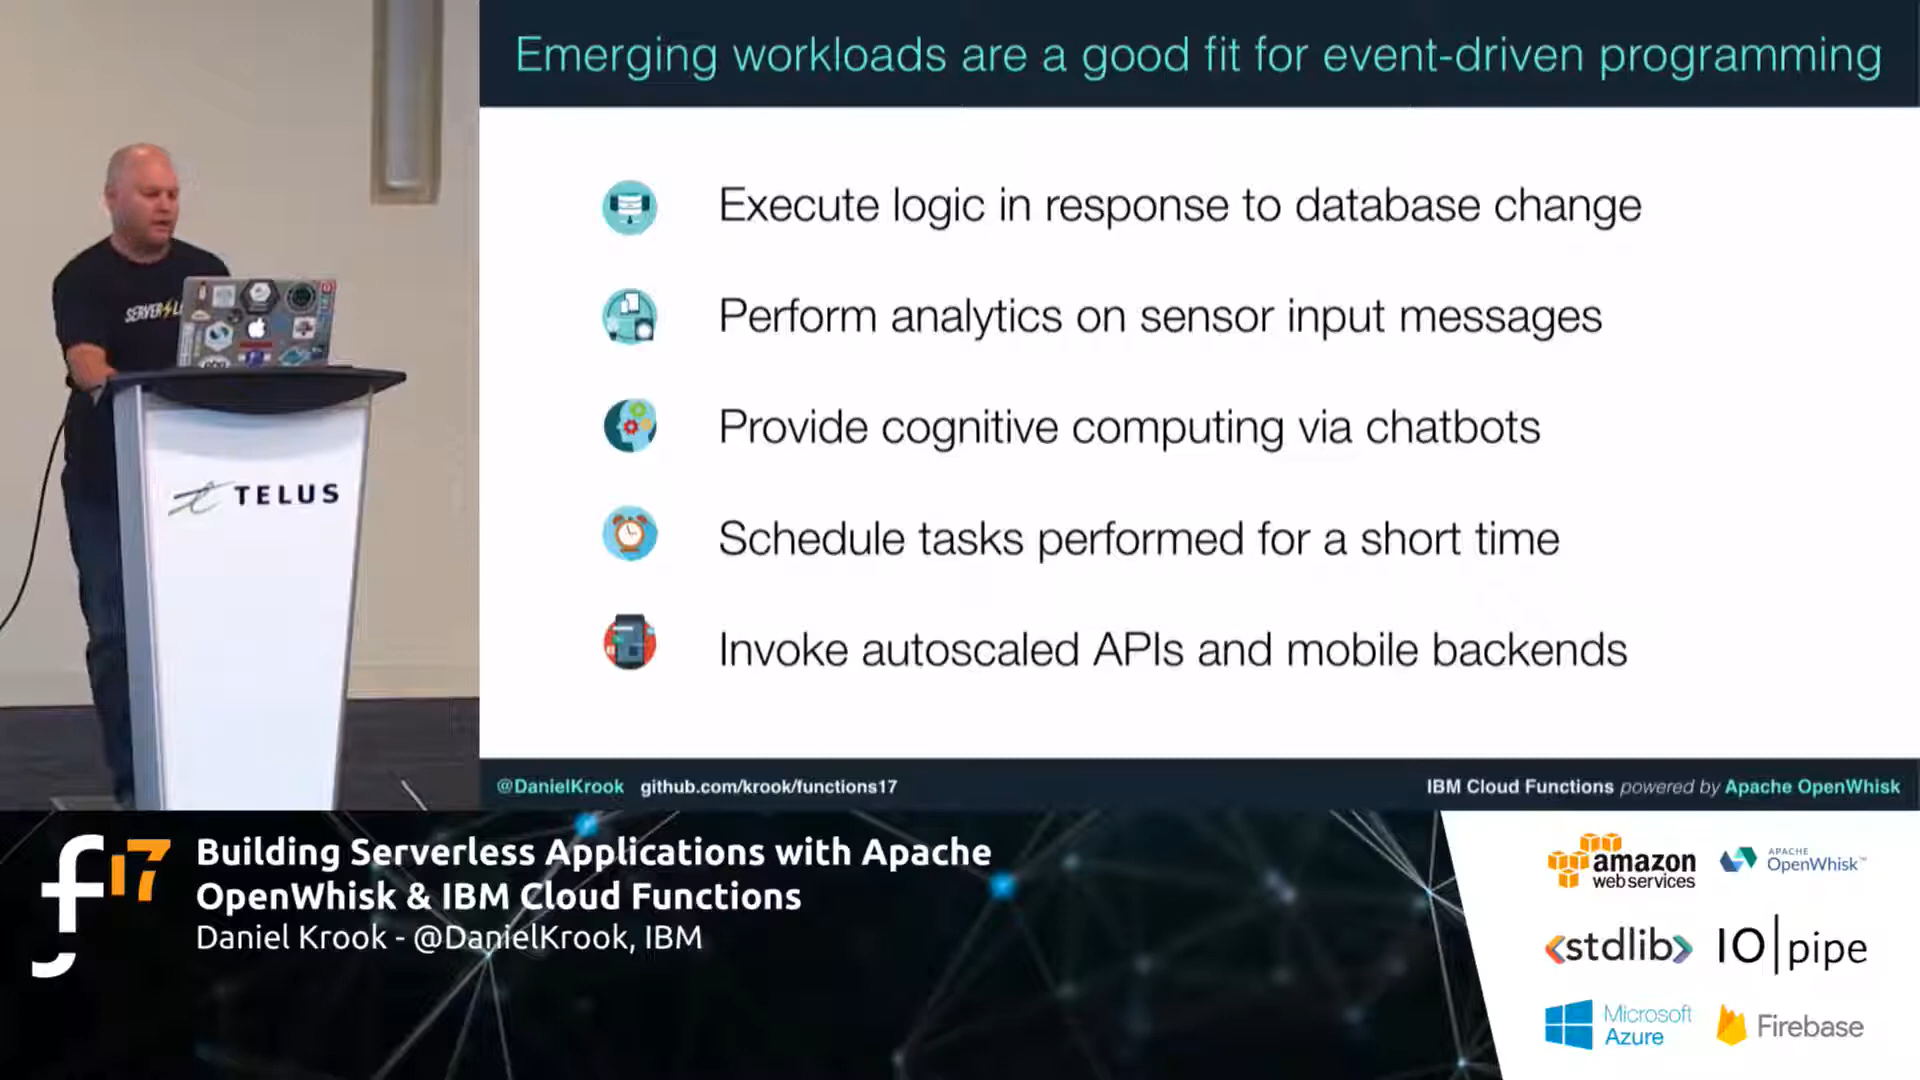 Emerging workloads are a good fit for event-driven programming
Execute logic in response to database change
Perform analytics on sensor input messages
Provide cognitive computing via chatbots
Schedule tasks performed for a short time
Invoke autoscaled APIs and mobile backends
@DanielKrook github.com/krook/functions17
IBM Cloud Functions powered by Apache OpenWhisk
TELUS
f17
Building Serverless Applications with Apache
OpenWhisk & IBM Cloud Functions
Daniel Krook - @DanielKrook, IBM
amazon
webservices
APACHE
OpenWhisk™
<stdlib>
IO|pipe
Microsoft
Azure
Firebase